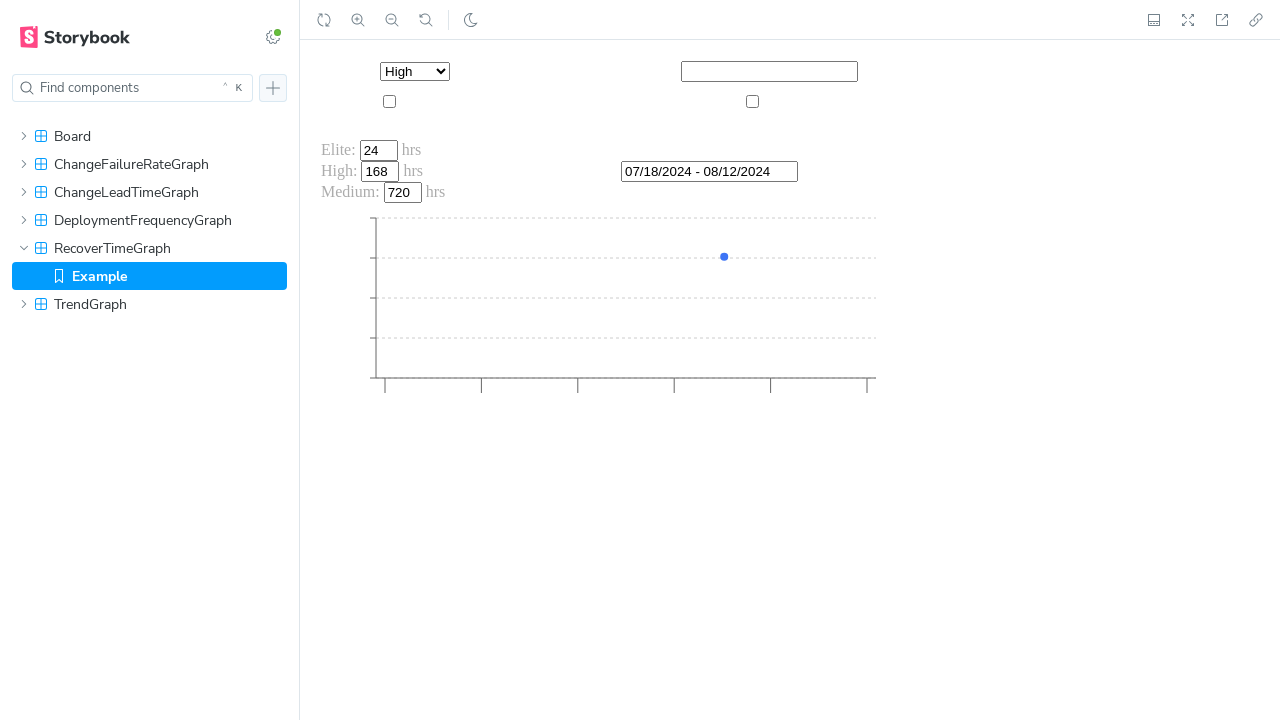 Storybook
Find components
^ K
Board
ChangeFailureRateGraph
ChangeLeadTimeGraph
DeploymentFrequencyGraph
RecoverTimeGraph
Example
TrendGraph
High
Elite: 24 hrs
High: 168 hrs
07/18/2024 - 08/12/2024
Medium: 720 hrs